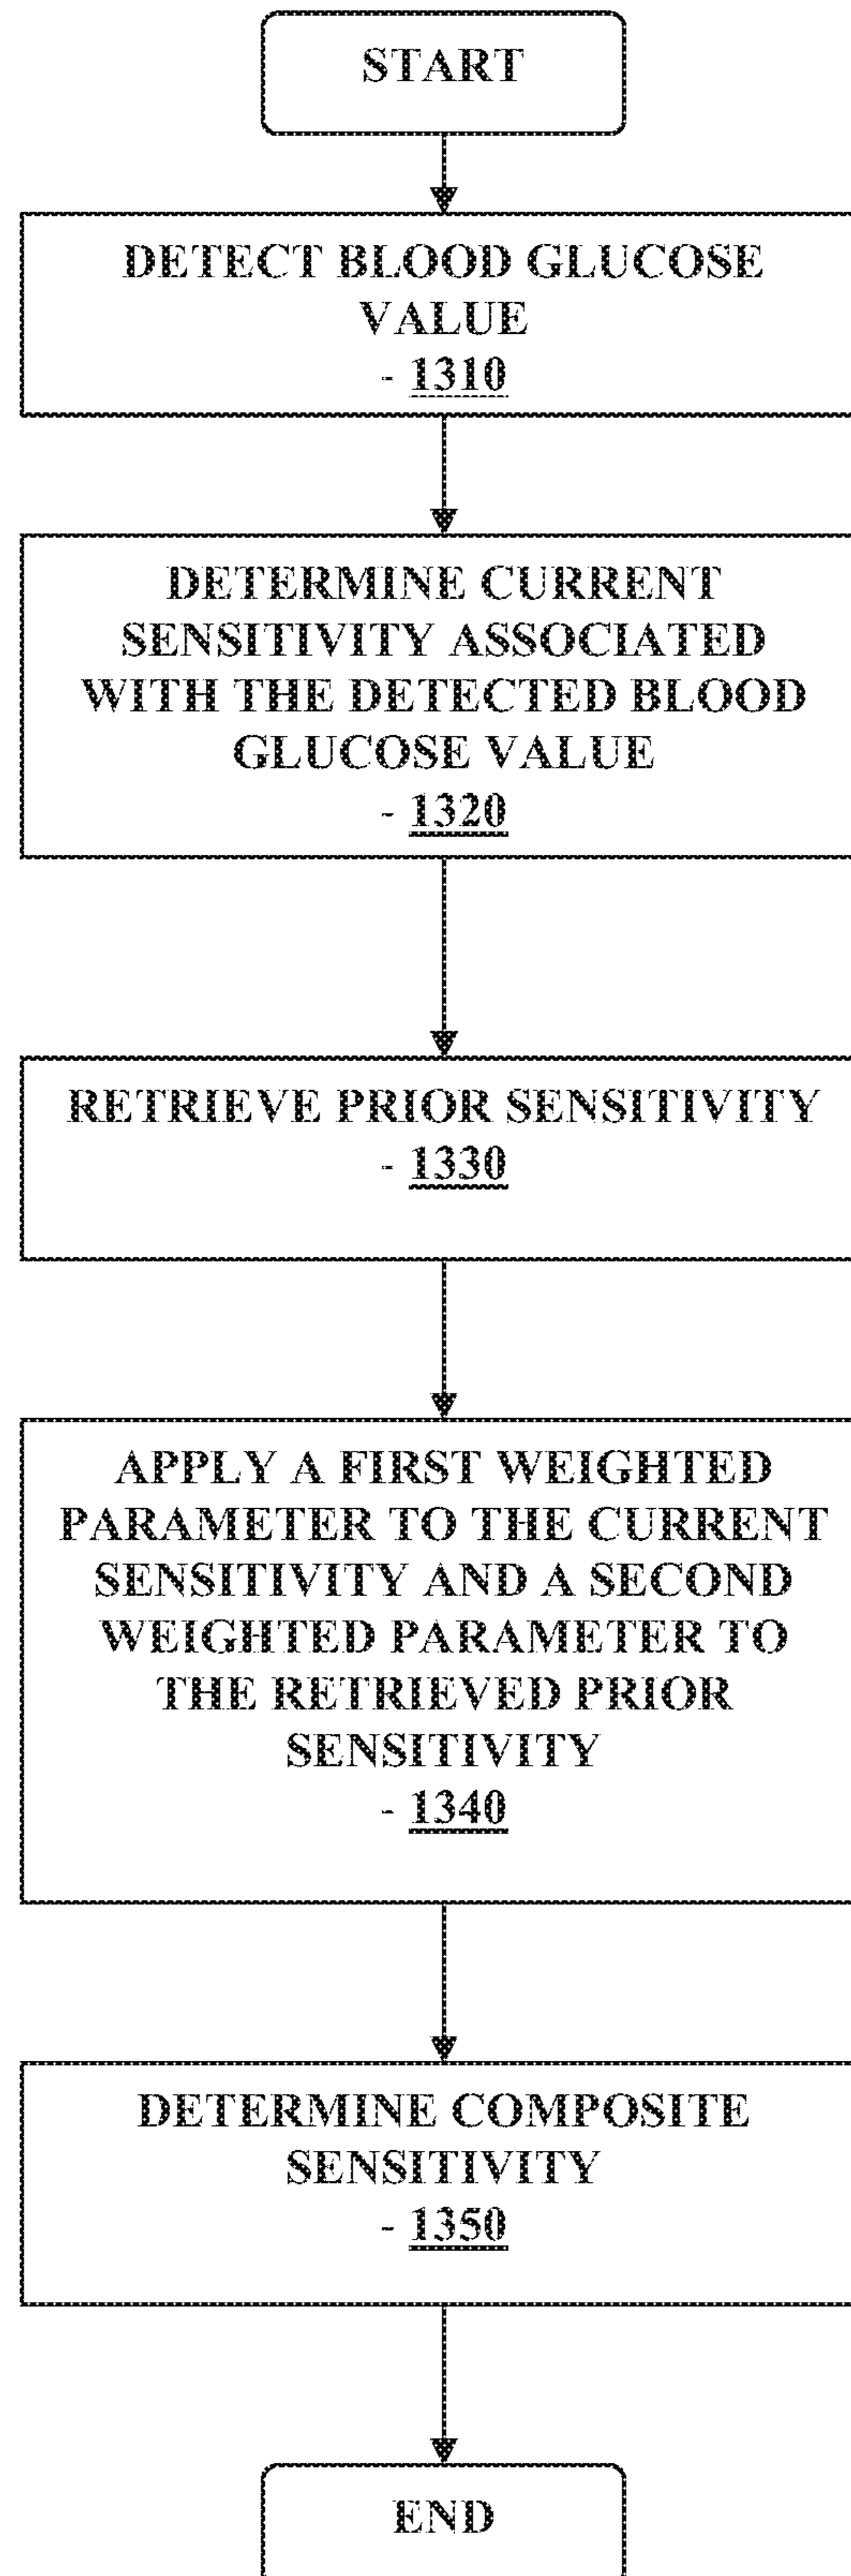 START
DETECT BLOOD GLUCOSE
VALUE
- 1310
DETERMINE CURRENT
SENSITIVITY ASSOCIATED
WITH THE DETECTED BLOOD
GLUCOSE VALUE
- 1320
RETRIEVE PRIOR SENSITIVITY
- 1330
APPLY A FIRST WEIGHTED
PARAMETER TO THE CURRENT
SENSITIVITY AND A SECOND
WEIGHTED PARAMETER TO
THE RETRIEVED PRIOR
SENSITIVITY
- 1340
DETERMINE COMPOSITE
SENSITIVITY
- 1350
END